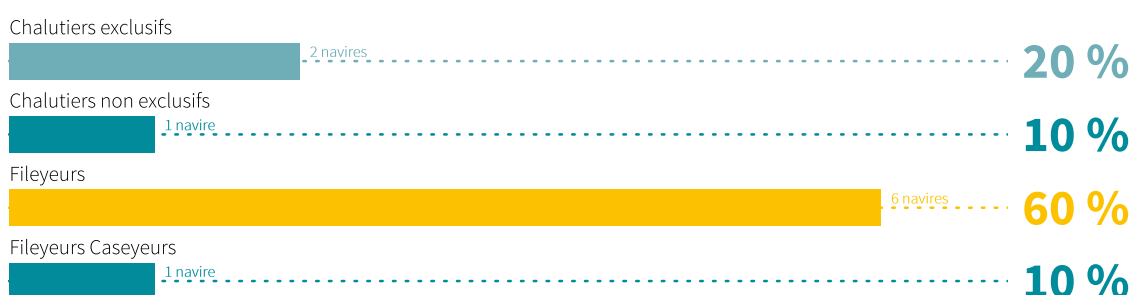 Chalutiers exclusifs
2 navires
20 %
Chalutiers non exclusifs
1 navire
10 %
Fileyeurs
6 navires
60 %
Fileyeurs Caseyeurs
1 navire
10 %